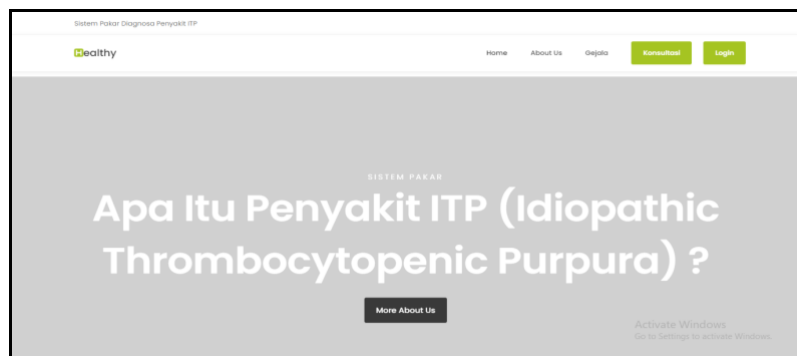 Sistem Pakar Diagnosa Penyakit ITP
Healthy
Home
About Us
Gejala
Konsultasi
Login
SISTEM PAKAR
Apa Itu Penyakit ITP (Idiopathic
Thrombocytopenic Purpura) ?
More About Us
Activate Windows
Go to Settings to activate Windows.